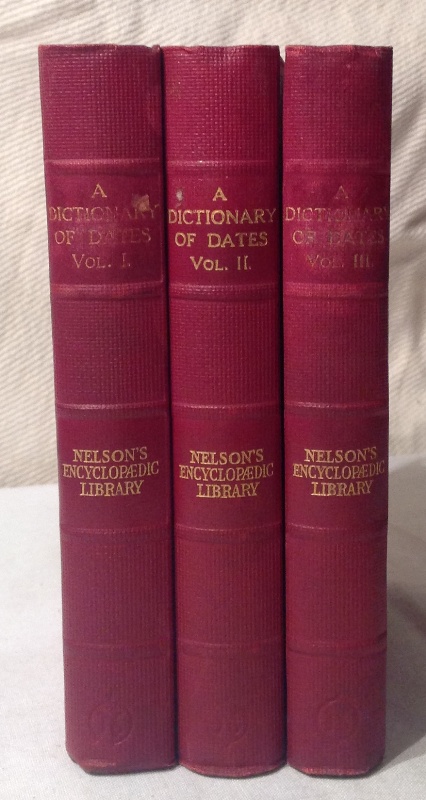 A
DICTIONARY
OF DATES
VOL. I.
NELSON'S
ENCYCLOPÆDIC
LIBRARY
A
DICTIONARY
OF DATES
VOL. II.
NELSON'S
ENCYCLOPÆDIC
LIBRARY
A
DICTIONARY
OF DATES
VOL. III.
NELSON'S
ENCYCLOPÆDIC
LIBRARY